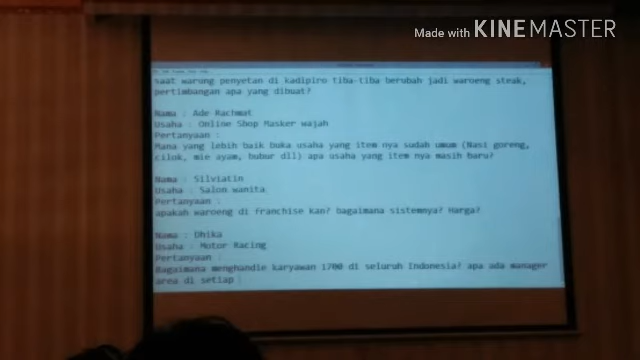 Made with KINEMASTER
saat warung penyetan di kadipiro tiba-tiba berubah jadi waroeng steak,
pertimbangan apa yang dibuat?
Nama : Ade Rachmat
Usaha : Online Shop Masker wajah
Pertanyaan :
Mana yang lebih baik buka usaha yang item nya sudah umum (Nasi goreng,
cilok, mie ayam, bubur dll) apa usaha yang item nya masih baru?
Nama : Silviatin
Usaha : Salon wanita
Pertanyaan :
apakah waroeng di franchise kan? bagaimana sistemnya? Harga?
Nama : Dhika
Usaha : Motor Racing
Pertanyaan :
Bagaimana menghandle karyawan 1700 di seluruh Indonesia? apa ada manager
area di setiap